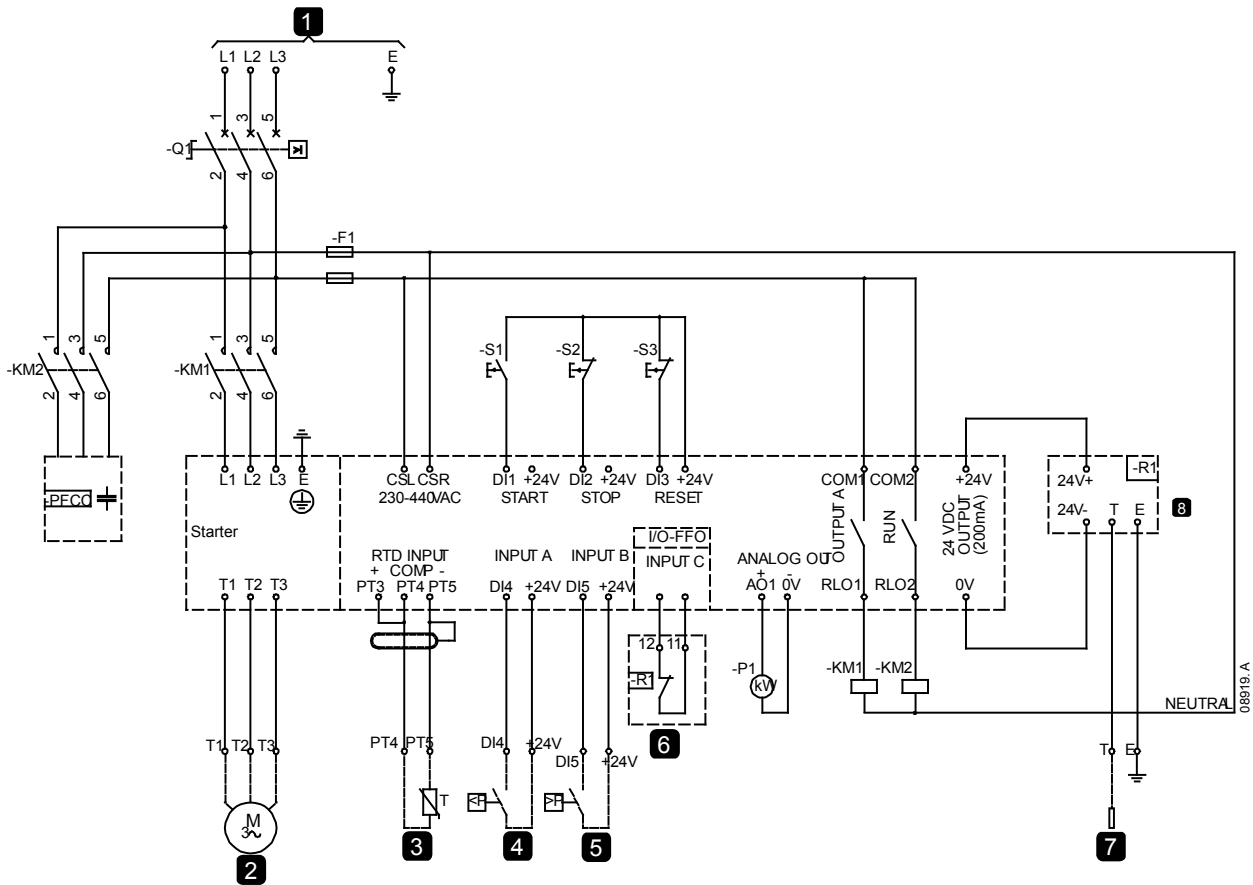 1
L1 L2 L3 E
1 3 5
-Q1
2 4 6
-F1
1 3 5
-KM2
2 4 6
1 3 5
-KM1
2 4 6
-S1 -S2 -S3
-PFCC
L1 L2 L3 E
CSL CSR
230-440VAC
DI1 +24V
START
DI2 +24V
STOP
DI3 +24V
RESET
COM1 COM2
+24V
24V+
-R1
24V-
T
E
8
Starter
OUTPUT A
RUN
24 VDC
OUTPUT
(200mA)
I/O-FFO
RTD INPUT
+ COMP -
PT3 PT4 PT5
INPUT A
DI4 +24V
INPUT B
DI5 +24V
INPUT C
ANALOG OUT
+ -
AO1 0V
RLO1 RLO2
0V
T1 T2 T3
12 11
-R1
6
-P1
kW
-KM1 -KM2
NEUTRAL
08919.A
T1 T2 T3
PT4 PT5
DI4 +24V
DI5 +24V
T E
M
3~
2
T
3
<P
4
>P
5
7